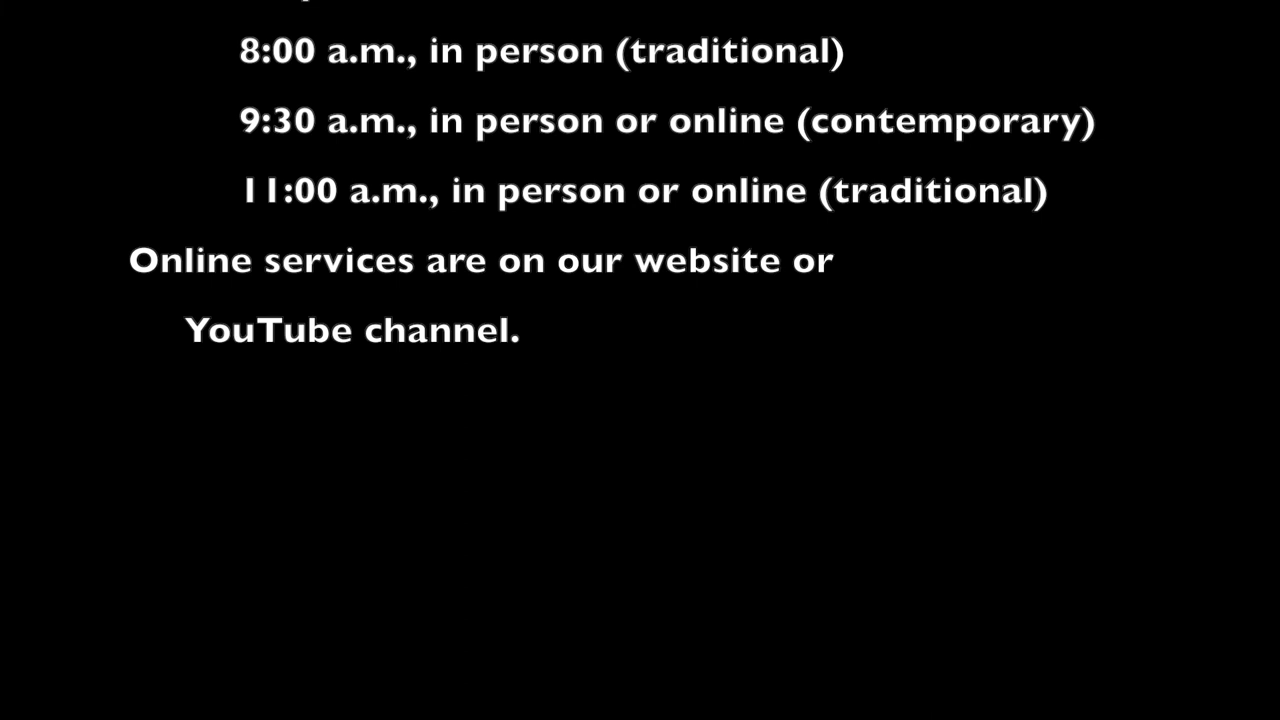 8:00 a.m., in person (traditional)
9:30 a.m., in person or online (contemporary)
11:00 a.m., in person or online (traditional)
Online services are on our website or
YouTube channel.